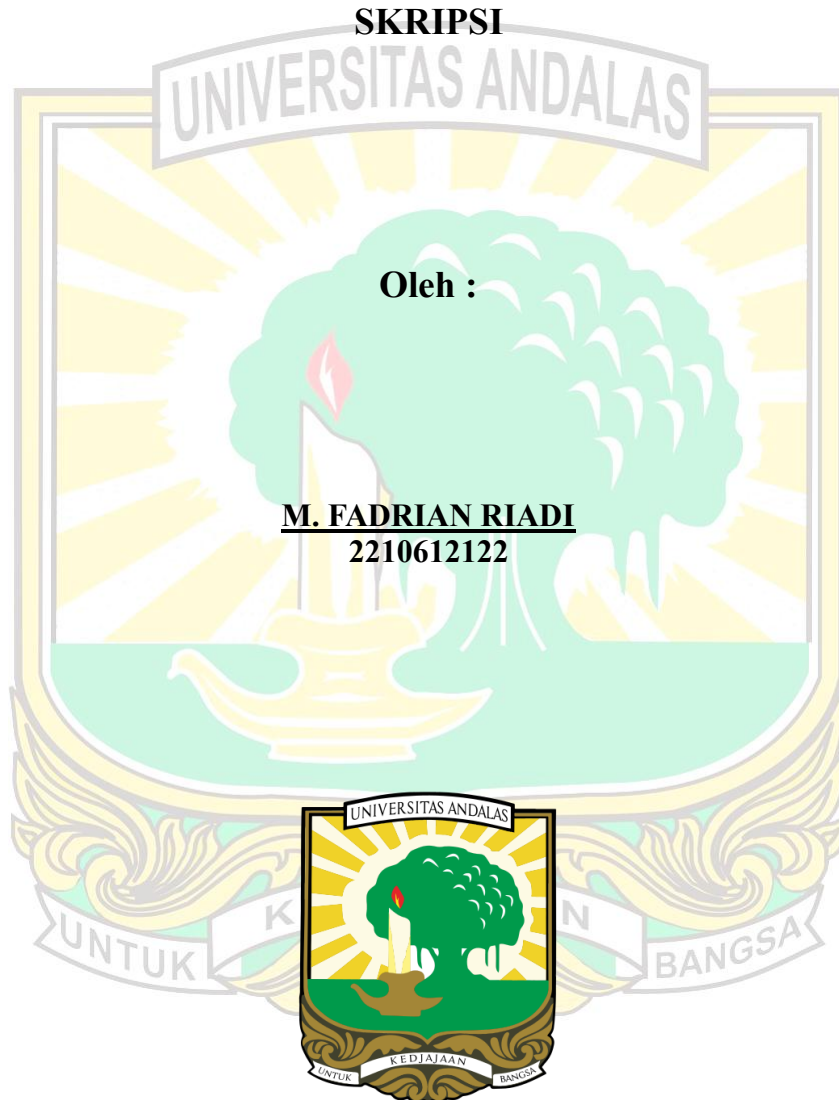 SKRIPSI
UNIVERSITAS ANDALAS
Oleh :
M. FADRIAN RIADI
2210612122
UNIVERSITAS ANDALAS
UNTUK K N BANGSA
UNTUK KEDJAJAAN BANGSA